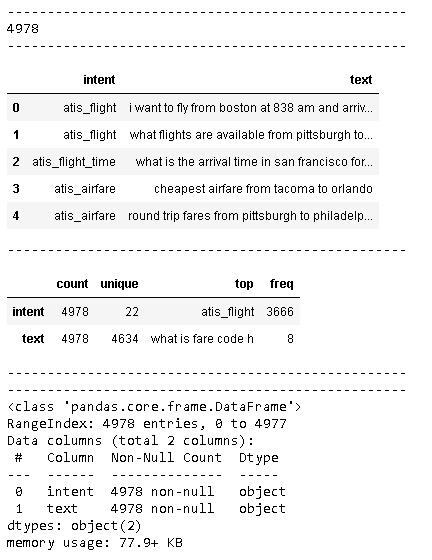 ----------------------------------------
4978
----------------------------------------
intent text
0 atis_flight i want to fly from boston at 838 am and arriv...
1 atis_flight what flights are available from pittsburgh to...
2 atis_flight_time what is the arrival time in san francisco for...
3 atis_airfare cheapest airfare from tacoma to orlando
4 atis_airfare round trip fares from pittsburgh to philadelp...
----------------------------------------
count unique top freq
intent 4978 22 atis_flight 3666
text 4978 4634 what is fare code h 8
----------------------------------------
----------------------------------------
<class 'pandas.core.frame.DataFrame'>
RangeIndex: 4978 entries, 0 to 4977
Data columns (total 2 columns):
 #   Column  Non-Null Count  Dtype
---  ------  --------------  -----
 0   intent  4978 non-null   object
 1   text    4978 non-null   object
dtypes: object(2)
memory usage: 77.9+ KB